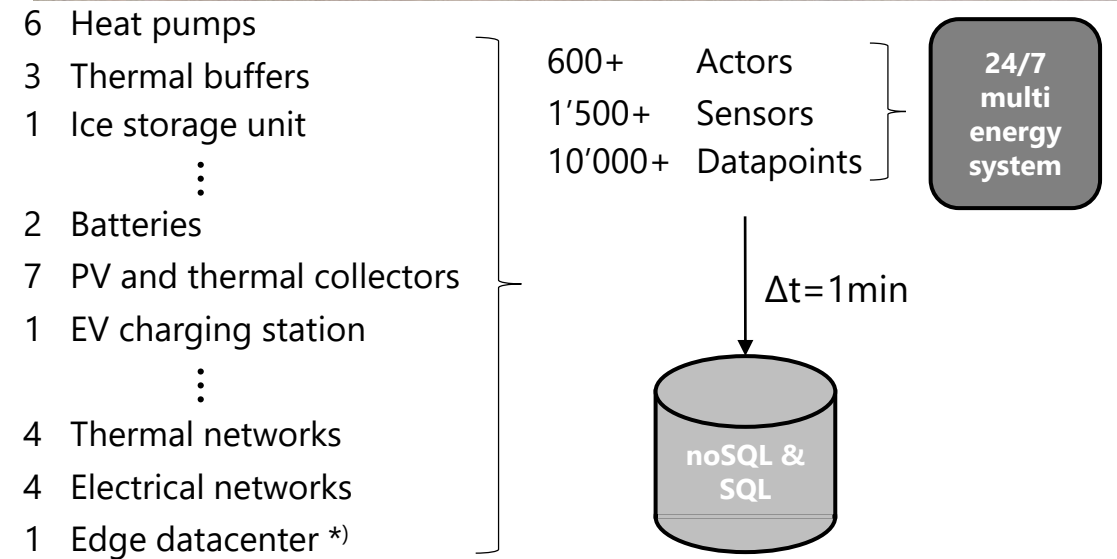 6 Heat pumps
3 Thermal buffers
1 Ice storage unit
⋮
2 Batteries
7 PV and thermal collectors
1 EV charging station
⋮
4 Thermal networks
4 Electrical networks
1 Edge datacenter *)
600+ Actors
1’500+ Sensors
10’000+ Datapoints
24/7
multi
energy
system
Δt=1min
noSQL &
SQL